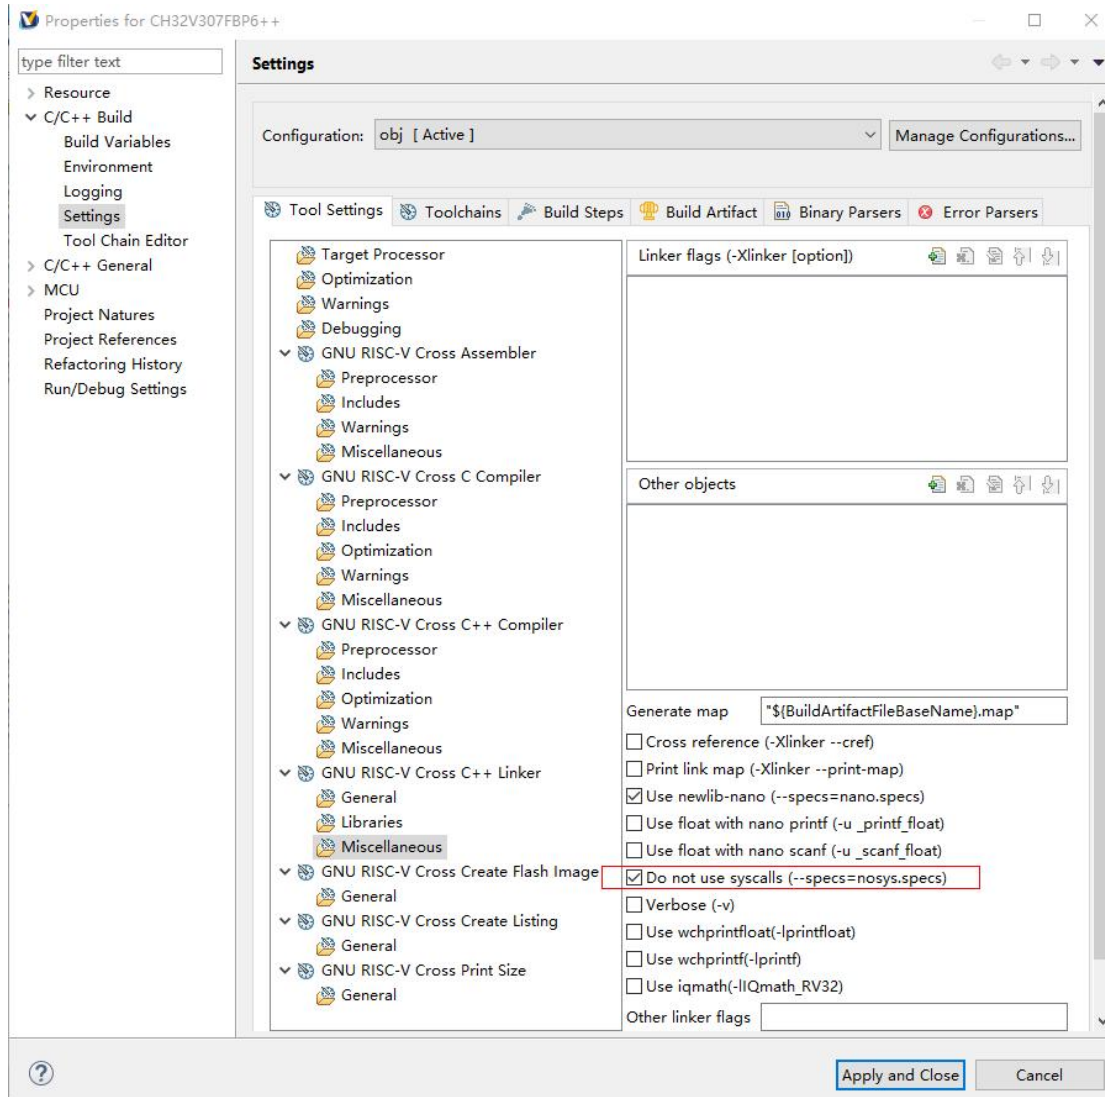 Properties for CH32V307FBP6++
type filter text
Resource
C/C++ Build
Build Variables
Environment
Logging
Settings
Tool Chain Editor
C/C++ General
MCU
Project Natures
Project References
Refactoring History
Run/Debug Settings
Settings
Configuration: obj [ Active ] Manage Configurations...
Tool Settings Toolchains Build Steps Build Artifact Binary Parsers Error Parsers
Target Processor
Optimization
Warnings
Debugging
GNU RISC-V Cross Assembler
Preprocessor
Includes
Warnings
Miscellaneous
GNU RISC-V Cross C Compiler
Preprocessor
Includes
Optimization
Warnings
Miscellaneous
GNU RISC-V Cross C++ Compiler
Preprocessor
Includes
Optimization
Warnings
Miscellaneous
GNU RISC-V Cross C++ Linker
General
Libraries
Miscellaneous
GNU RISC-V Cross Create Flash Image
General
GNU RISC-V Cross Create Listing
General
GNU RISC-V Cross Print Size
General
Linker flags (-Xlinker [option])
Other objects
Generate map "${BuildArtifactFileBaseName}.map"
Cross reference (-Xlinker --cref)
Print link map (-Xlinker --print-map)
Use newlib-nano (--specs=nano.specs)
Use float with nano printf (-u _printf_float)
Use float with nano scanf (-u _scanf_float)
Do not use syscalls (--specs=nosys.specs)
Verbose (-v)
Use wchprintfloat(-lprintfloat)
Use wchprintf(-lprintf)
Use iqmath(-lIQmath_RV32)
Other linker flags
Apply and Close Cancel